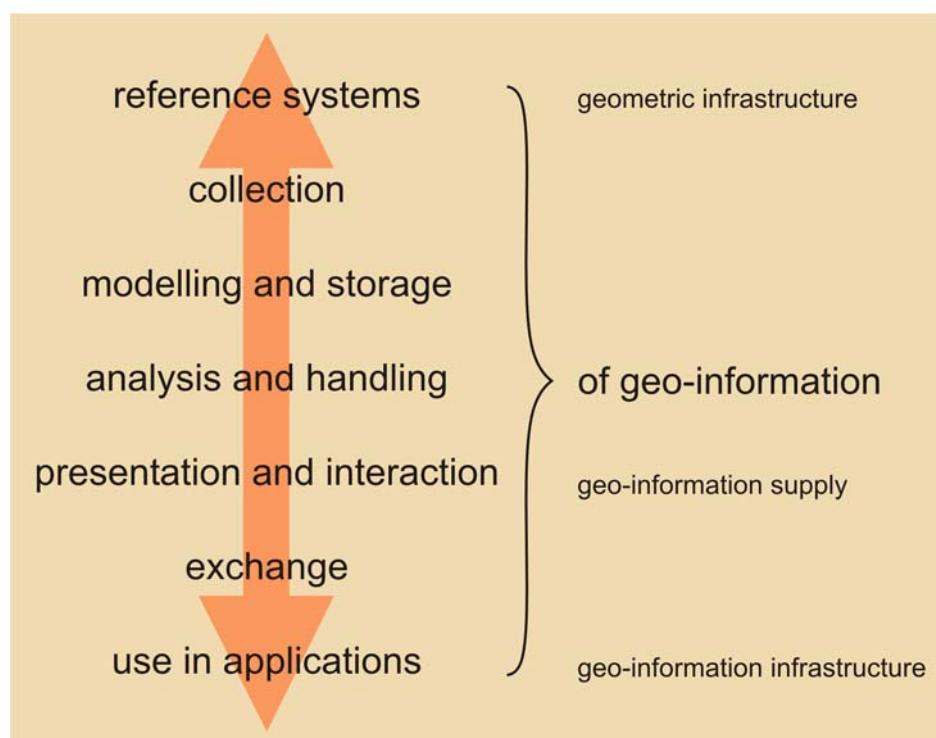 reference systems
collection
modelling and storage
analysis and handling
presentation and interaction
exchange
use in applications
geometric infrastructure
of geo-information
geo-information supply
geo-information infrastructure